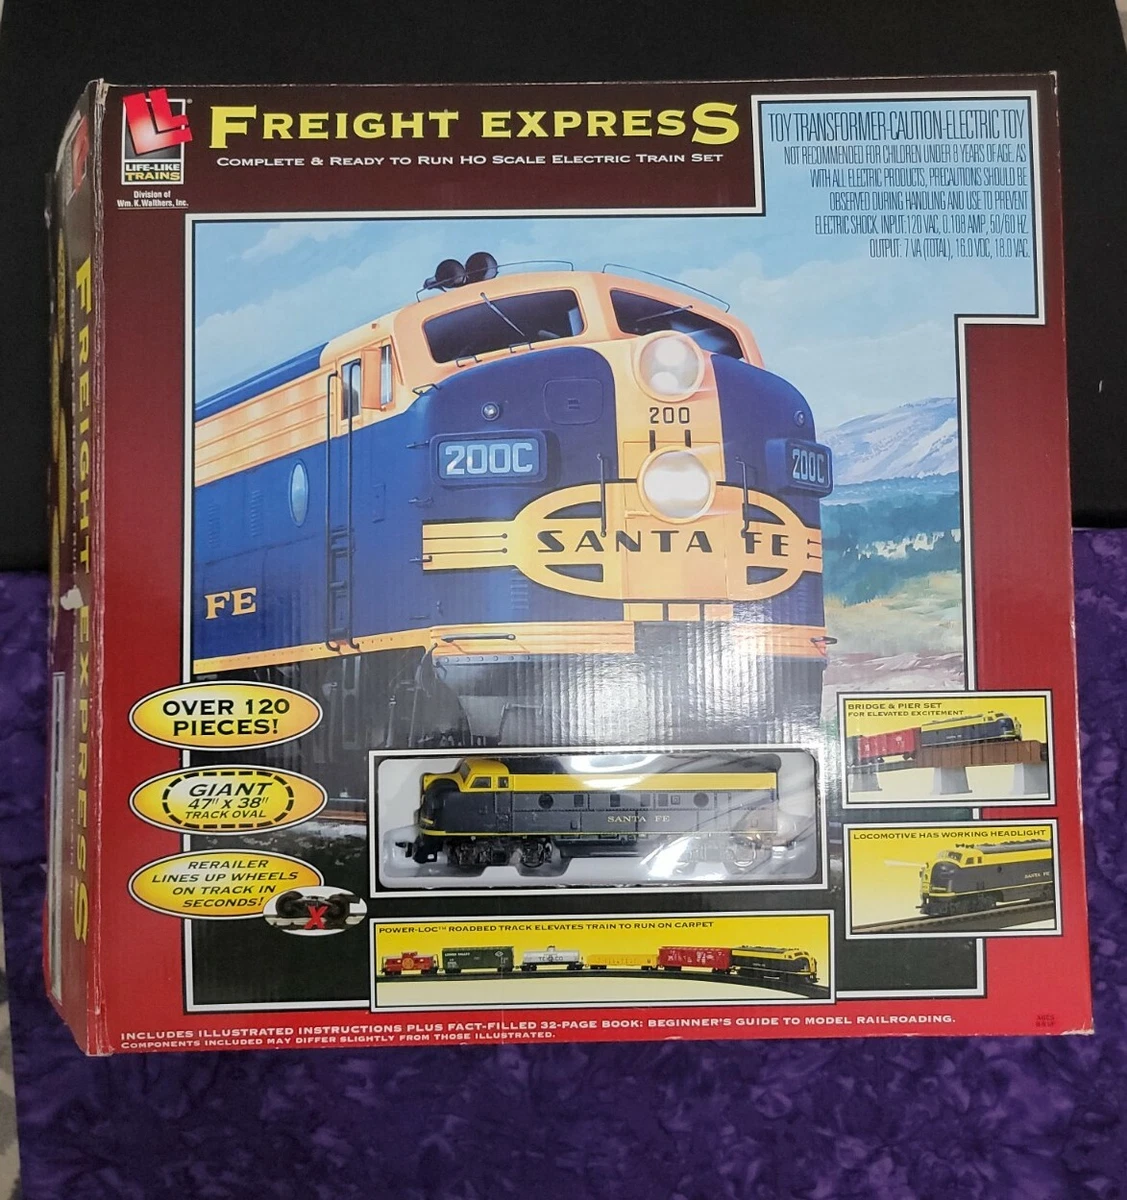 LIFE-LIKE
TRAINS
Division of
Wm. K. Walthers, Inc.
FREIGHT EXPRESS
COMPLETE & READY TO RUN HO SCALE ELECTRIC TRAIN SET
TOY TRANSFORMER-CAUTION-ELECTRIC TOY
NOT RECOMMENDED FOR CHILDREN UNDER 8 YEARS OF AGE. AS
WITH ALL ELECTRIC PRODUCTS, PRECAUTIONS SHOULD BE
OBSERVED DURING HANDLING AND USE TO PREVENT
ELECTRIC SHOCK. INPUT: 120 VAC, 0.108 AMP, 50/60 HZ.
OUTPUT: 7 VA (TOTAL), 16.0 VDC, 18.0 VAC.
FREIGHT EXPRESS
200
200C
200C
SANTA FE
FE
OVER 120
PIECES!
GIANT
47" X 38"
TRACK OVAL
RERAILER
LINES UP WHEELS
ON TRACK IN
SECONDS!
X
SANTA FE
BRIDGE & PIER SET
FOR ELEVATED EXCITEMENT
LOCOMOTIVE HAS WORKING HEADLIGHT
SANTA FE
POWER-LOC™ ROADBED TRACK ELEVATES TRAIN TO RUN ON CARPET
INCLUDES ILLUSTRATED INSTRUCTIONS PLUS FACT-FILLED 32-PAGE BOOK: BEGINNER'S GUIDE TO MODEL RAILROADING.
COMPONENTS INCLUDED MAY DIFFER SLIGHTLY FROM THOSE ILLUSTRATED.
AGES